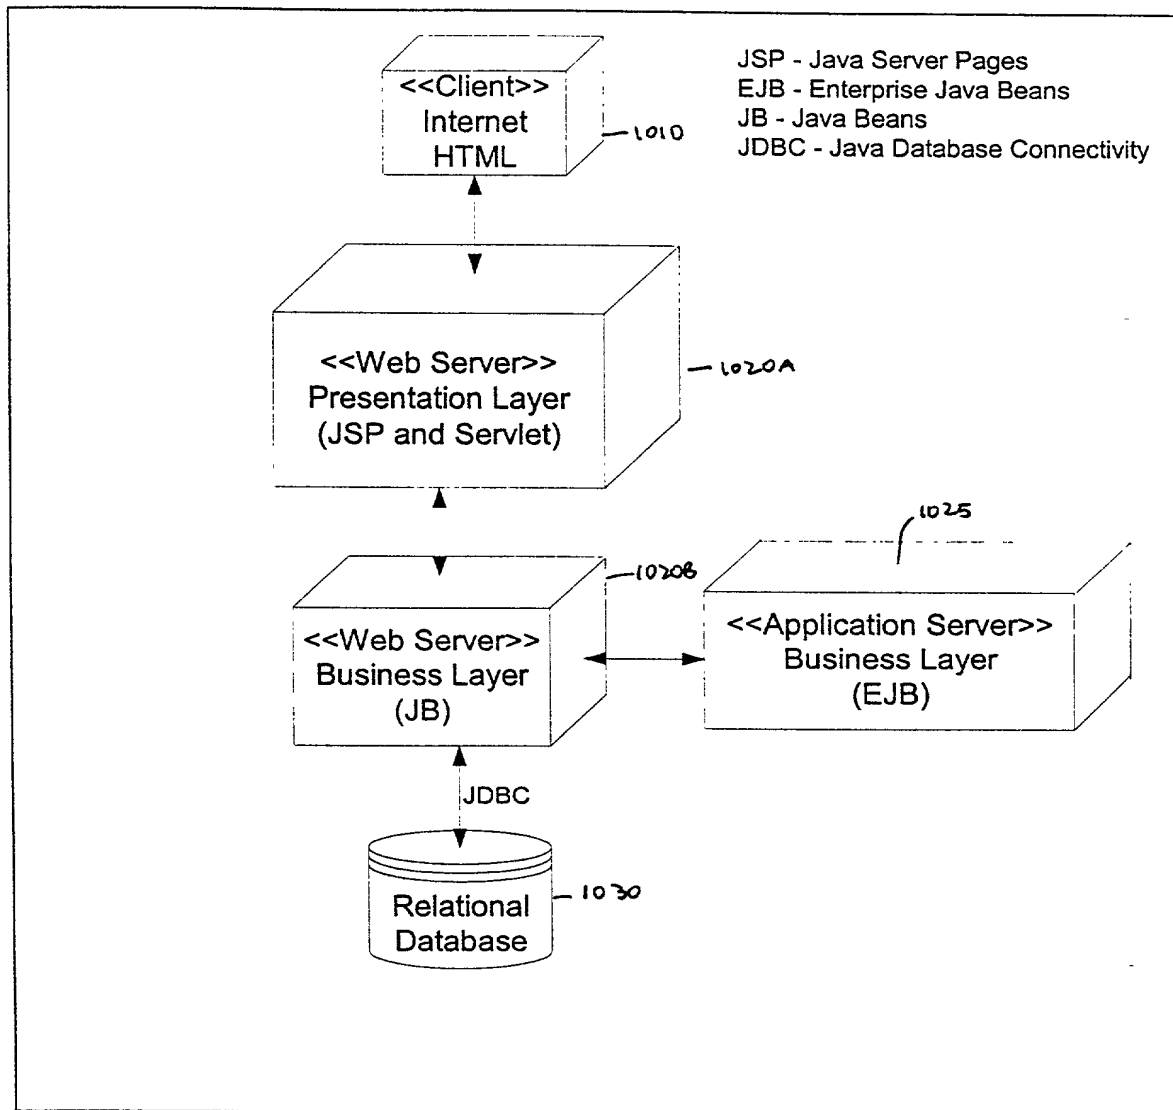 JSP - Java Server Pages
EJB - Enterprise Java Beans
JB - Java Beans
JDBC - Java Database Connectivity
<<Client>>
Internet
HTML
1010
<<Web Server>>
Presentation Layer
(JSP and Servlet)
1020A
1025
1020B
<<Web Server>>
Business Layer
(JB)
<<Application Server>>
Business Layer
(EJB)
JDBC
Relational
Database
1030